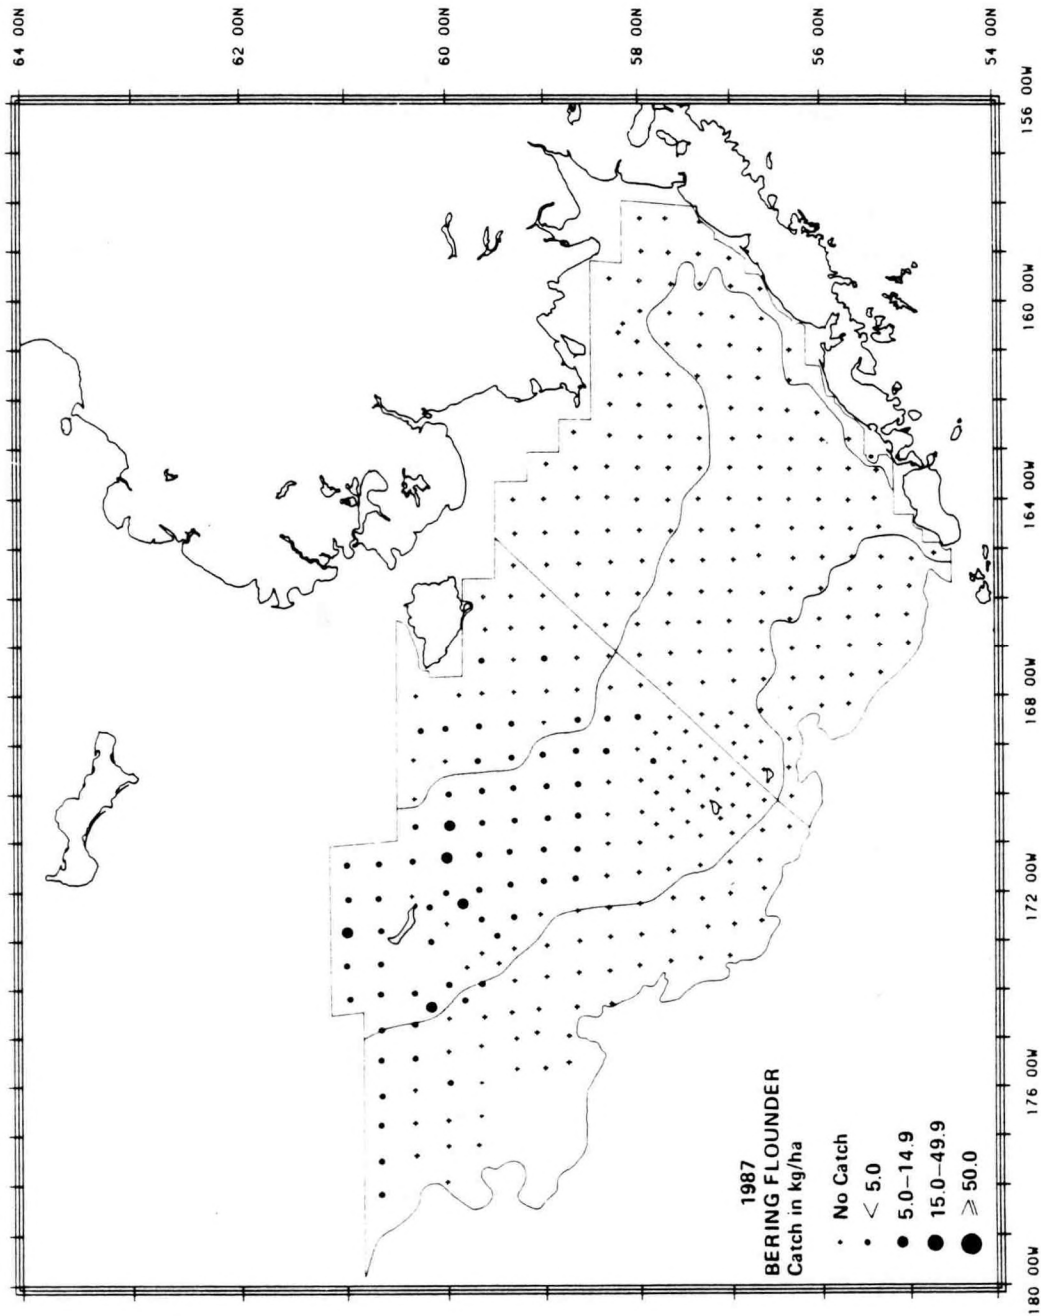 64 00N
62 00N
60 00N
58 00N
56 00N
54 00N
156 00W
160 00W
164 00W
168 00W
172 00W
176 00W
180 00W
1987
BERING FLOUNDER
Catch in kg/ha
No Catch
< 5.0
5.0–14.9
15.0–49.9
⩾ 50.0